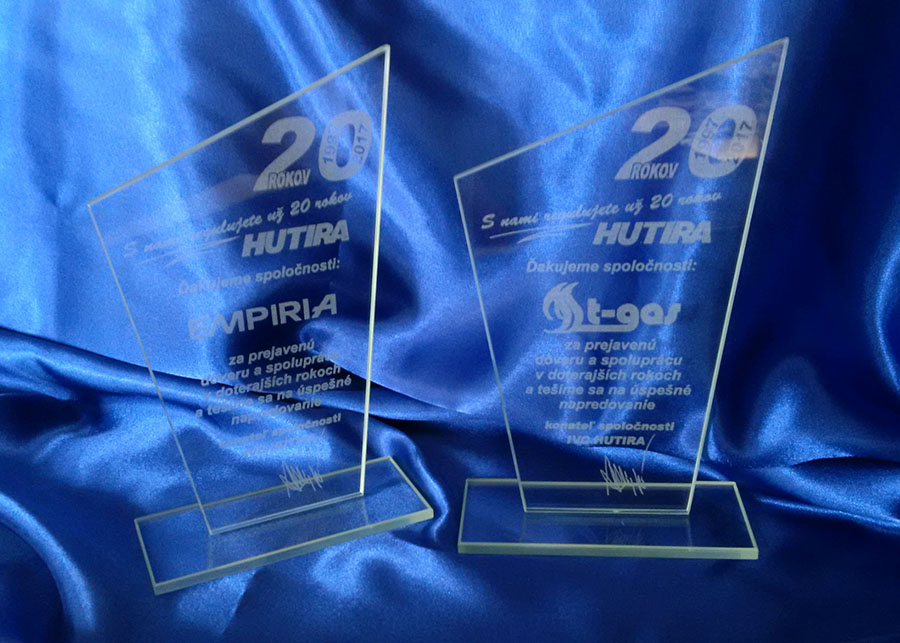 20
1997 2017
ROKOV
S nami regulujete už 20 rokov
HUTIRA
Ďakujeme spoločnosti:
EMPIRIA
za prejavenú
dôveru a spoluprácu
v doterajších rokoch
a tešíme sa na úspešné
napredovanie
konateľ spoločnosti
20
1997 2017
ROKOV
S nami regulujete už 20 rokov
HUTIRA
Ďakujeme spoločnosti:
t-gas
za prejavenú
dôveru a spoluprácu
v doterajších rokoch
a tešíme sa na úspešné
napredovanie
konateľ spoločnosti
IVO HUTIRA